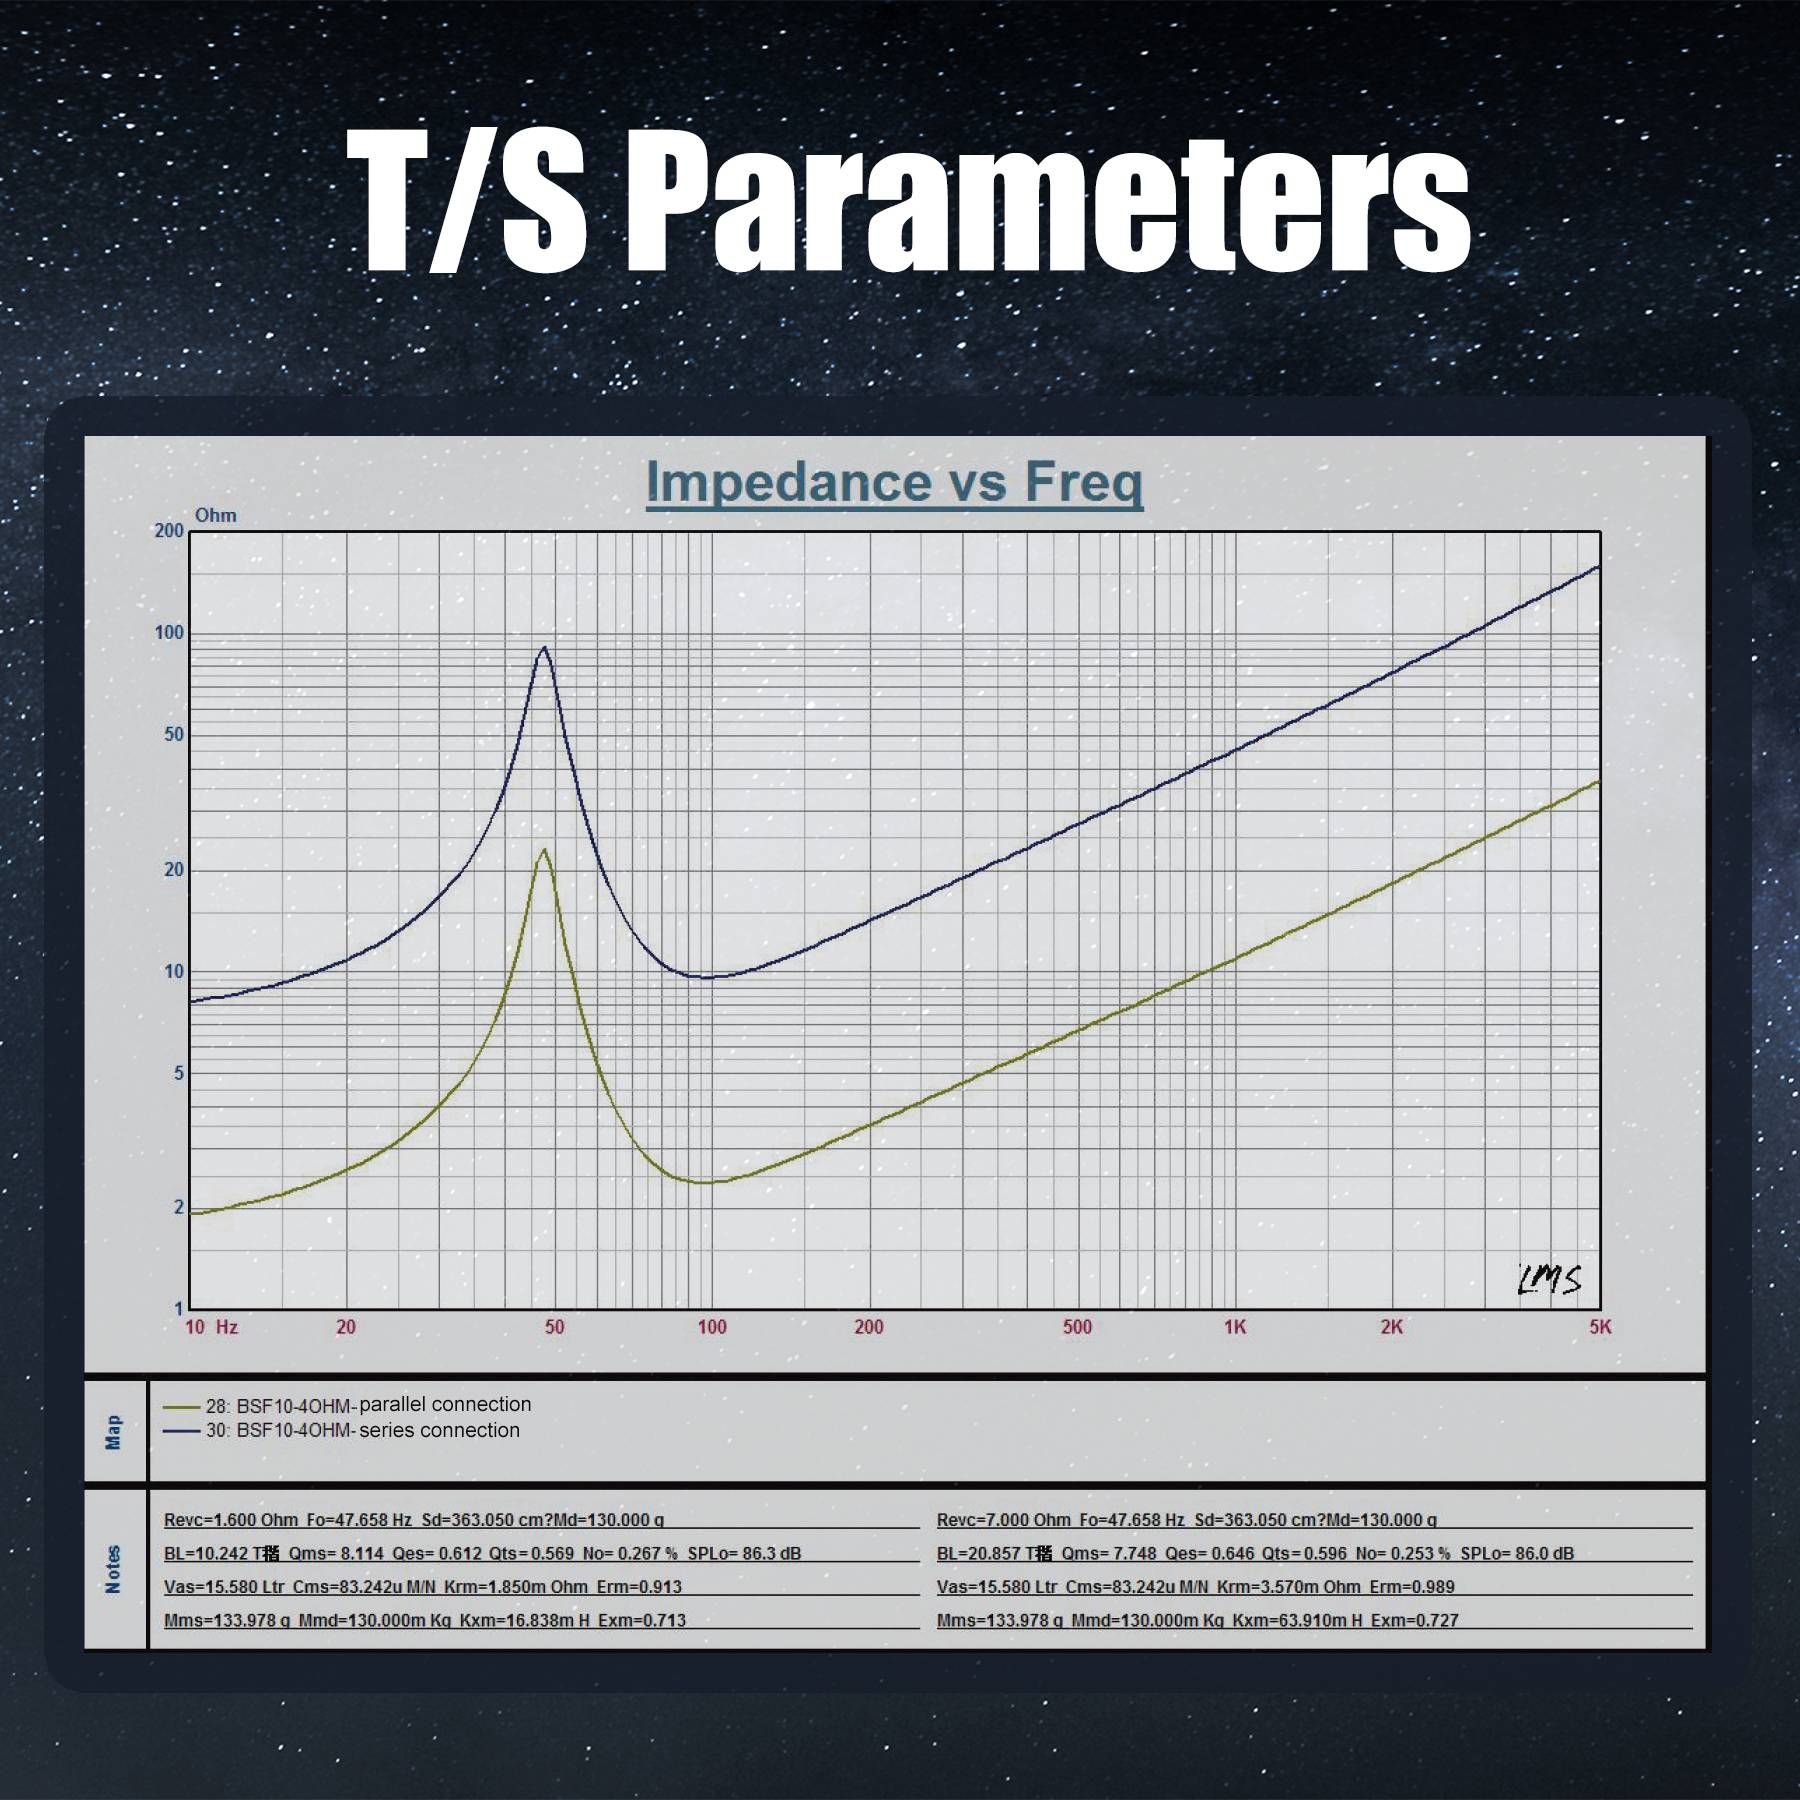 T/S Parameters
Impedance vs Freq
Ohm
200
100
50
20
10
5
2
1
10 Hz 20 50 100 200 500 1K 2K 5K
LMS
Map
28: BSF10-4OHM-parallel connection
30: BSF10-4OHM-series connection
Notes
Revc=1.600 Ohm Fo=47.658 Hz Sd=363.050 cm?Md=130.000 g
BL=10.242 T Qms= 8.114 Qes= 0.612 Qts= 0.569 No= 0.267 % SPLo= 86.3 dB
Vas=15.580 Ltr Cms=83.242u M/N Krm=1.850m Ohm Erm=0.913
Mms=133.978 g Mmd=130.000m Kg Kxm=16.838m H Exm=0.713
Revc=7.000 Ohm Fo=47.658 Hz Sd=363.050 cm?Md=130.000 g
BL=20.857 T Qms= 7.748 Qes= 0.646 Qts= 0.596 No= 0.253 % SPLo= 86.0 dB
Vas=15.580 Ltr Cms=83.242u M/N Krm=3.570m Ohm Erm=0.989
Mms=133.978 g Mmd=130.000m Kg Kxm=63.910m H Exm=0.727